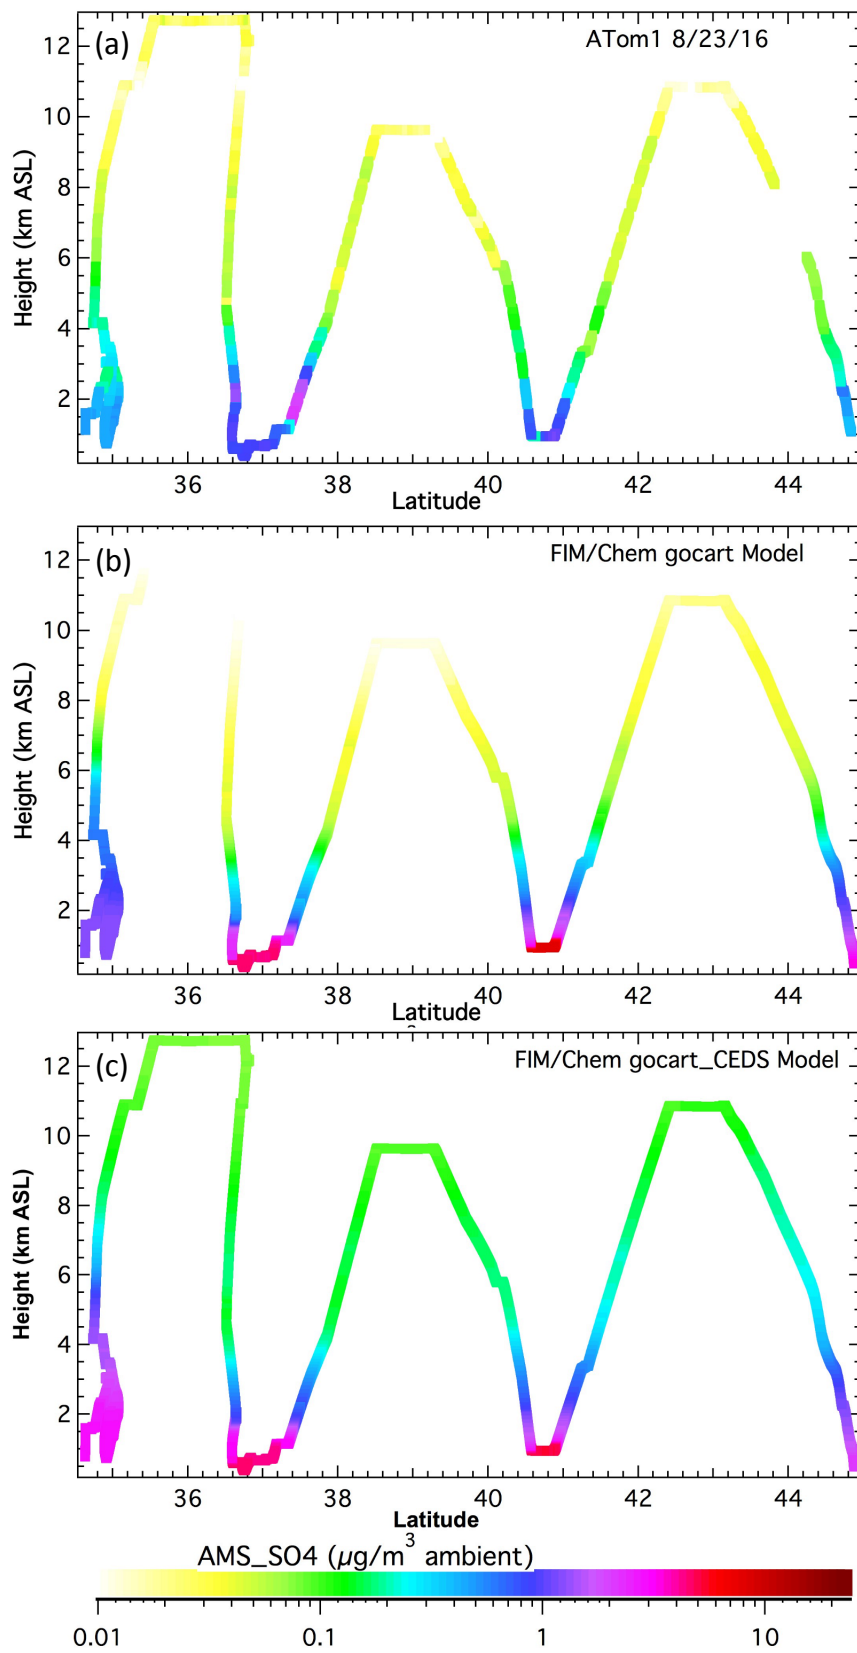 (a)
ATom1 8/23/16
12
10
8
6
4
2
Height (km ASL)
36 38 40 42 44
Latitude
(b)
FIM/Chem gocart Model
12
10
8
6
4
2
Height (km ASL)
36 38 40 42 44
Latitude
(c)
FIM/Chem gocart_CEDS Model
12
10
8
6
4
2
Height (km ASL)
36 38 40 42 44
Latitude
AMS_SO4 (µg/m³ ambient)
0.01 0.1 1 10